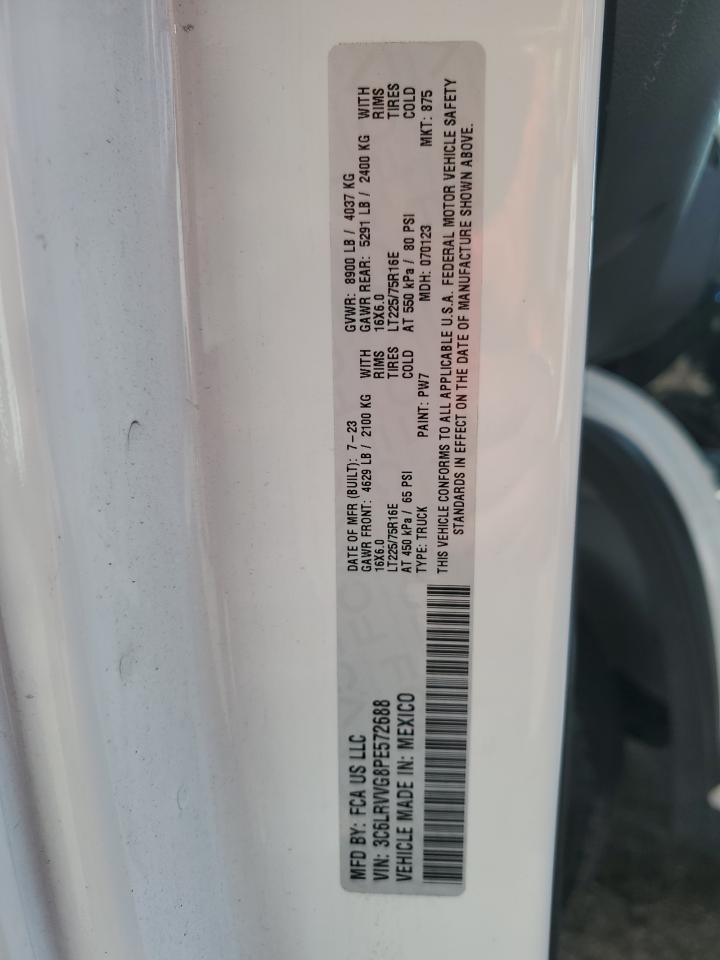 MFD BY: FCA US LLC
VIN: 3C6LRVVG8PE572688
VEHICLE MADE IN: MEXICO
DATE OF MFR (BUILT): 7-23 GVWR: 8900 LB / 4037 KG
GAWR FRONT: 4629 LB / 2100 KG WITH GAWR REAR: 5291 LB / 2400 KG WITH
16X6.0 RIMS 16X6.0 RIMS
LT225/75R16E TIRES LT225/75R16E TIRES
AT 450 kPa / 65 PSI COLD AT 550 kPa / 80 PSI COLD
TYPE: TRUCK PAINT: PW7 MDH: 070123 MKT: 875
THIS VEHICLE CONFORMS TO ALL APPLICABLE U.S.A. FEDERAL MOTOR VEHICLE SAFETY
STANDARDS IN EFFECT ON THE DATE OF MANUFACTURE SHOWN ABOVE.